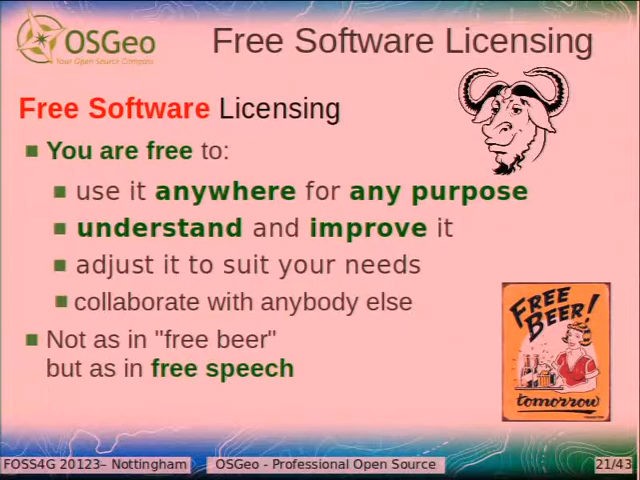 OSGeo
Your Open Source Compass
Free Software Licensing
Free Software Licensing
You are free to:
use it anywhere for any purpose
understand and improve it
adjust it to suit your needs
collaborate with anybody else
Not as in "free beer"
but as in free speech
FREE
BEER!
tomorrow
FOSS4G 20123– Nottingham
OSGeo - Professional Open Source
21/43